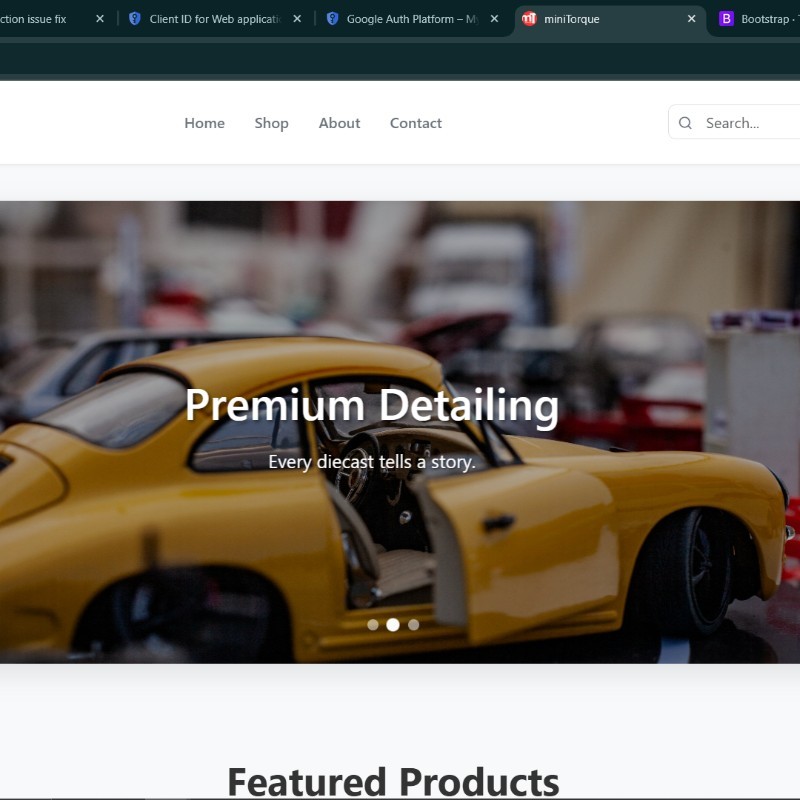 ction issue fix
Client ID for Web applicati
Google Auth Platform – M
mT miniTorque
B Bootstrap ·
Home Shop About Contact Search...
Premium Detailing
Every diecast tells a story.
Featured Products